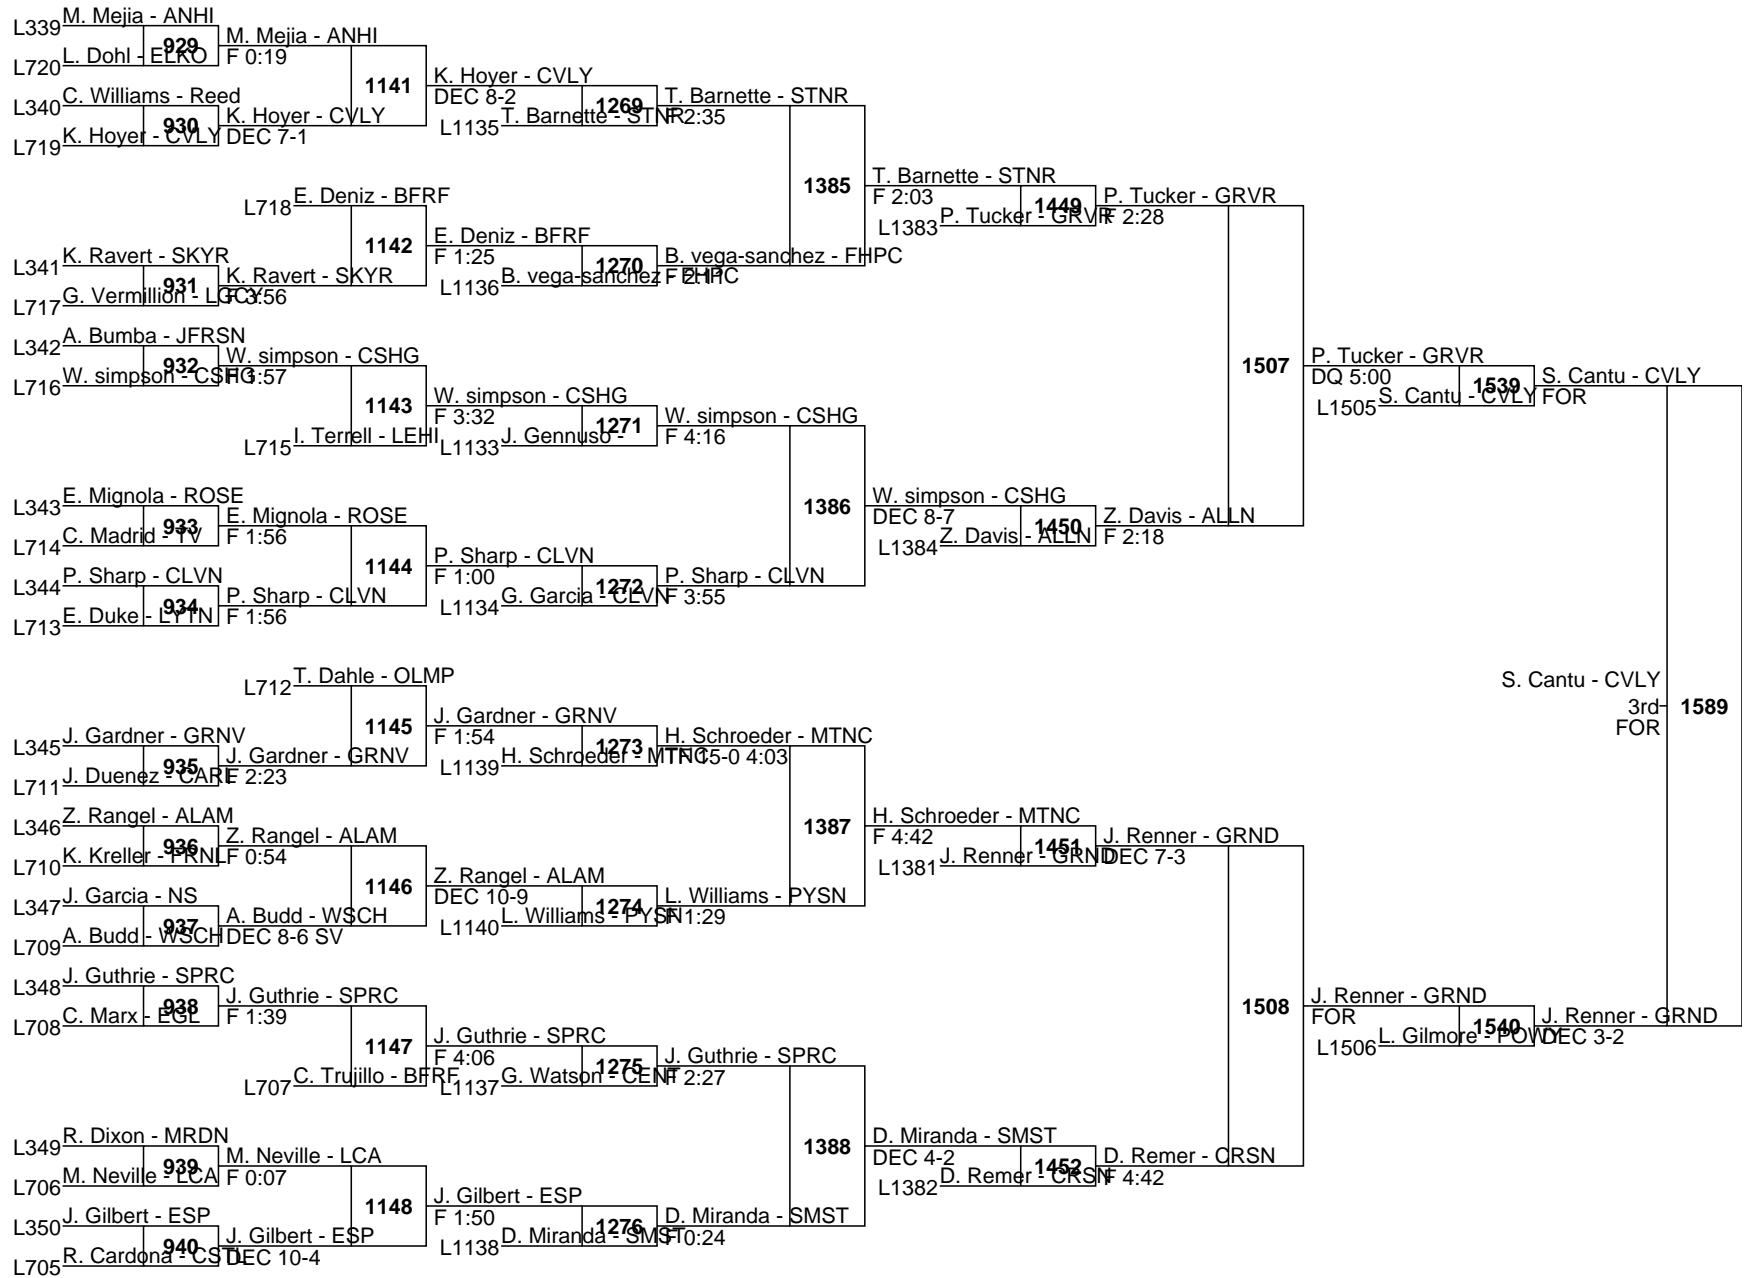 L339 M. Mejia - ANHI
929
L720 L. Dohl - ELKO
M. Mejia - ANHI
F 0:19
L340 C. Williams - Reed
930
L719 K. Hoyer - CVLY
K. Hoyer - CVLY
DEC 7-1
1141
K. Hoyer - CVLY
DEC 8-2
1269
L1135 T. Barnette - STNR
T. Barnette - STNR
F 2:35
L718 E. Deniz - BFRF
1142
L341 K. Ravert - SKYR
931
L717 G. Vermillion - LGCY
K. Ravert - SKYR
F 3:56
E. Deniz - BFRF
F 1:25
1270
L1136 B. vega-sanchez - FHPC
B. vega-sanchez - FHPC
F 2:11
1385
T. Barnette - STNR
F 2:03
1449
L1383 P. Tucker - GRVR
P. Tucker - GRVR
F 2:28
L342 A. Bumba - JFRSN
932
L716 W. simpson - CSHG
W. simpson - CSHG
F 1:57
1143
L715 I. Terrell - LEHI
W. simpson - CSHG
F 3:32
1271
L1133 J. Gennuso -
W. simpson - CSHG
F 4:16
L343 E. Mignola - ROSE
933
L714 C. Madrid - TV
E. Mignola - ROSE
F 1:56
L344 P. Sharp - CLVN
934
L713 E. Duke - LYTN
P. Sharp - CLVN
F 1:56
1144
P. Sharp - CLVN
F 1:00
1272
L1134 G. Garcia - CLVN
P. Sharp - CLVN
F 3:55
1386
W. simpson - CSHG
DEC 8-7
1450
L1384 Z. Davis - ALLN
Z. Davis - ALLN
F 2:18
1507
P. Tucker - GRVR
DQ 5:00
1539
L1505 S. Cantu - CVLY
S. Cantu - CVLY
FOR
L712 T. Dahle - OLMP
1145
L345 J. Gardner - GRNV
935
L711 J. Duenez - CARL
J. Gardner - GRNV
F 2:23
J. Gardner - GRNV
F 1:54
1273
L1139 H. Schroeder - MTNC
H. Schroeder - MTNC
TF 15-0 4:03
L346 Z. Rangel - ALAM
936
L710 K. Kreller - PRNL
Z. Rangel - ALAM
F 0:54
L347 J. Garcia - NS
937
L709 A. Budd - WSCH
A. Budd - WSCH
DEC 8-6 SV
1146
Z. Rangel - ALAM
DEC 10-9
1274
L1140 L. Williams - PYSN
L. Williams - PYSN
F 1:29
1387
H. Schroeder - MTNC
F 4:42
1451
L1381 J. Renner - GRND
J. Renner - GRND
DEC 7-3
L348 J. Guthrie - SPRC
938
L708 C. Marx - EGL
J. Guthrie - SPRC
F 1:39
1147
L707 C. Trujillo - BFRF
J. Guthrie - SPRC
F 4:06
1275
L1137 G. Watson - CENT
J. Guthrie - SPRC
F 2:27
L349 R. Dixon - MRDN
939
L706 M. Neville - LCA
M. Neville - LCA
F 0:07
L350 J. Gilbert - ESP
940
L705 R. Cardona - CSTL
J. Gilbert - ESP
DEC 10-4
1148
J. Gilbert - ESP
F 1:50
1276
L1138 D. Miranda - SMST
D. Miranda - SMST
F 0:24
1388
D. Miranda - SMST
DEC 4-2
1452
L1382 D. Remer - CRSN
D. Remer - CRSN
F 4:42
1508
J. Renner - GRND
FOR
1540
L1506 L. Gilmore - POWY
J. Renner - GRND
DEC 3-2
S. Cantu - CVLY
3rd
FOR
1589